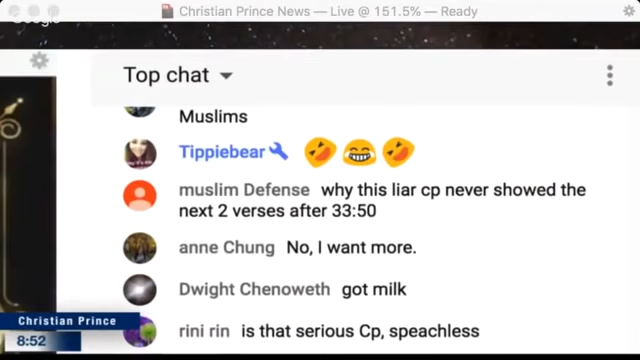 Christian Prince News — Live @ 151.5% — Ready
Google
Top chat
Muslims
Tippiebear
muslim Defense why this liar cp never showed the
next 2 verses after 33:50
anne Chung No, I want more.
Dwight Chenoweth got milk
rini rin is that serious Cp, speachless
Christian Prince
8:52